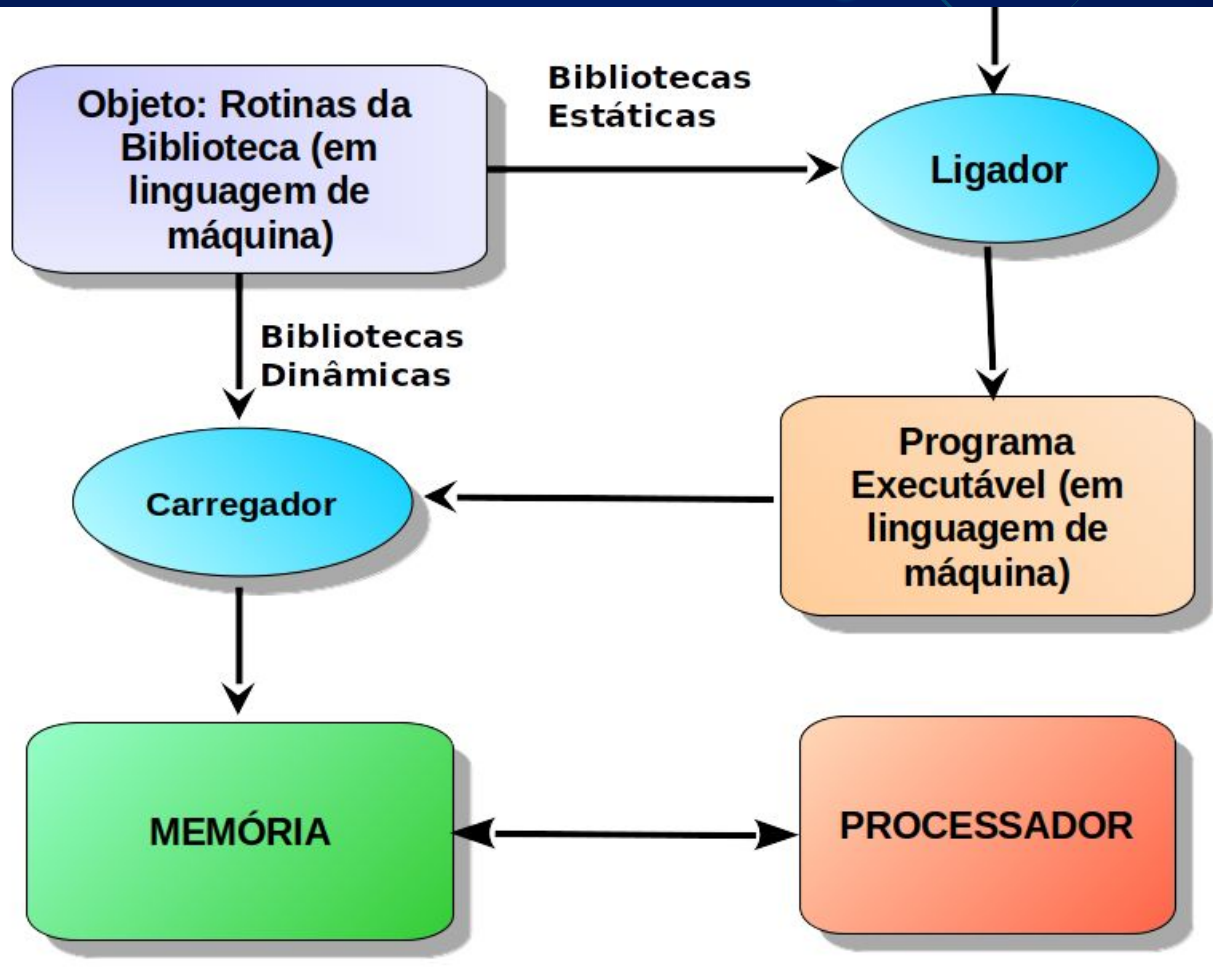 Objeto: Rotinas da
Biblioteca (em
linguagem de
máquina)
Bibliotecas
Estáticas
Ligador
Bibliotecas
Dinâmicas
Carregador
Programa
Executável (em
linguagem de
máquina)
MEMÓRIA
PROCESSADOR